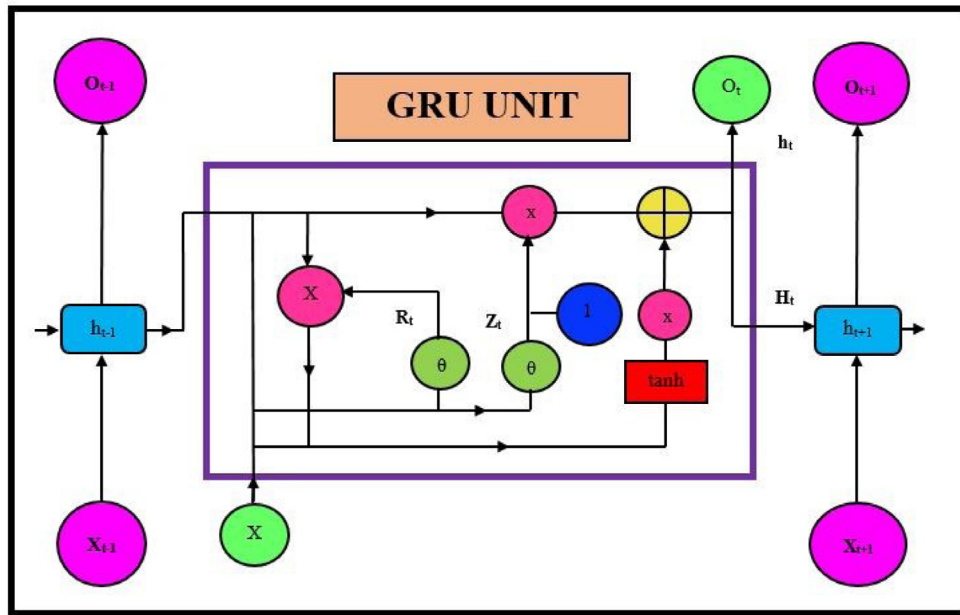 Oₜ₋₁
GRU UNIT
Oₜ
Oₜ₊₁
hₜ
x
X
Rₜ
Zₜ
1
x
Hₜ
hₜ₋₁
hₜ₊₁
θ
θ
tanh
X
Xₜ₋₁
Xₜ₊₁